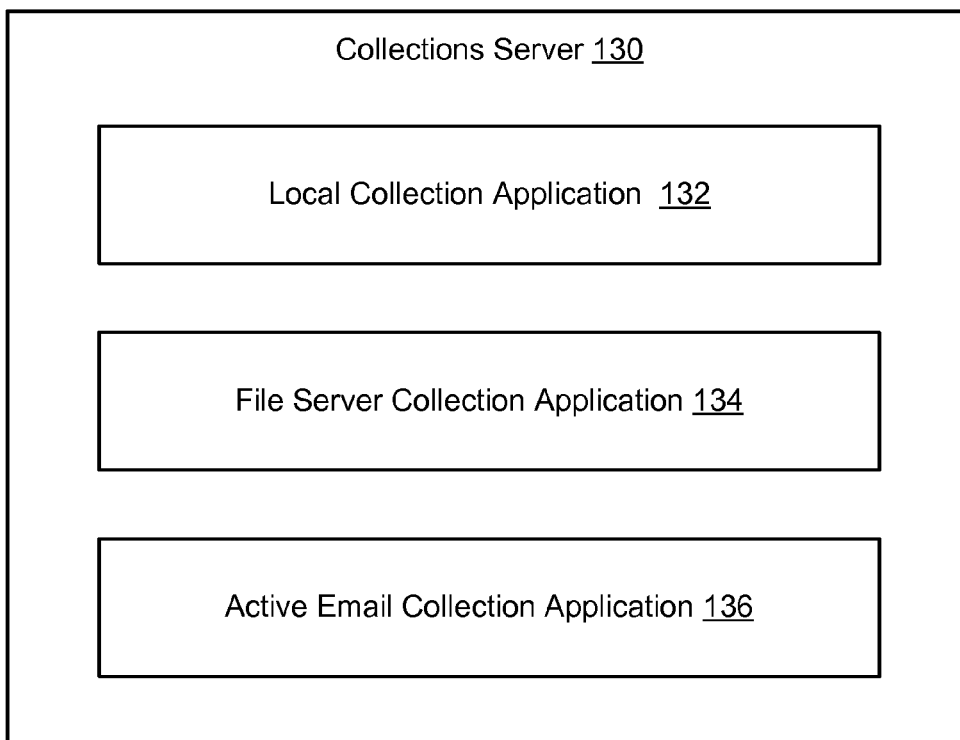 Collections Server 130
Local Collection Application 132
File Server Collection Application 134
Active Email Collection Application 136